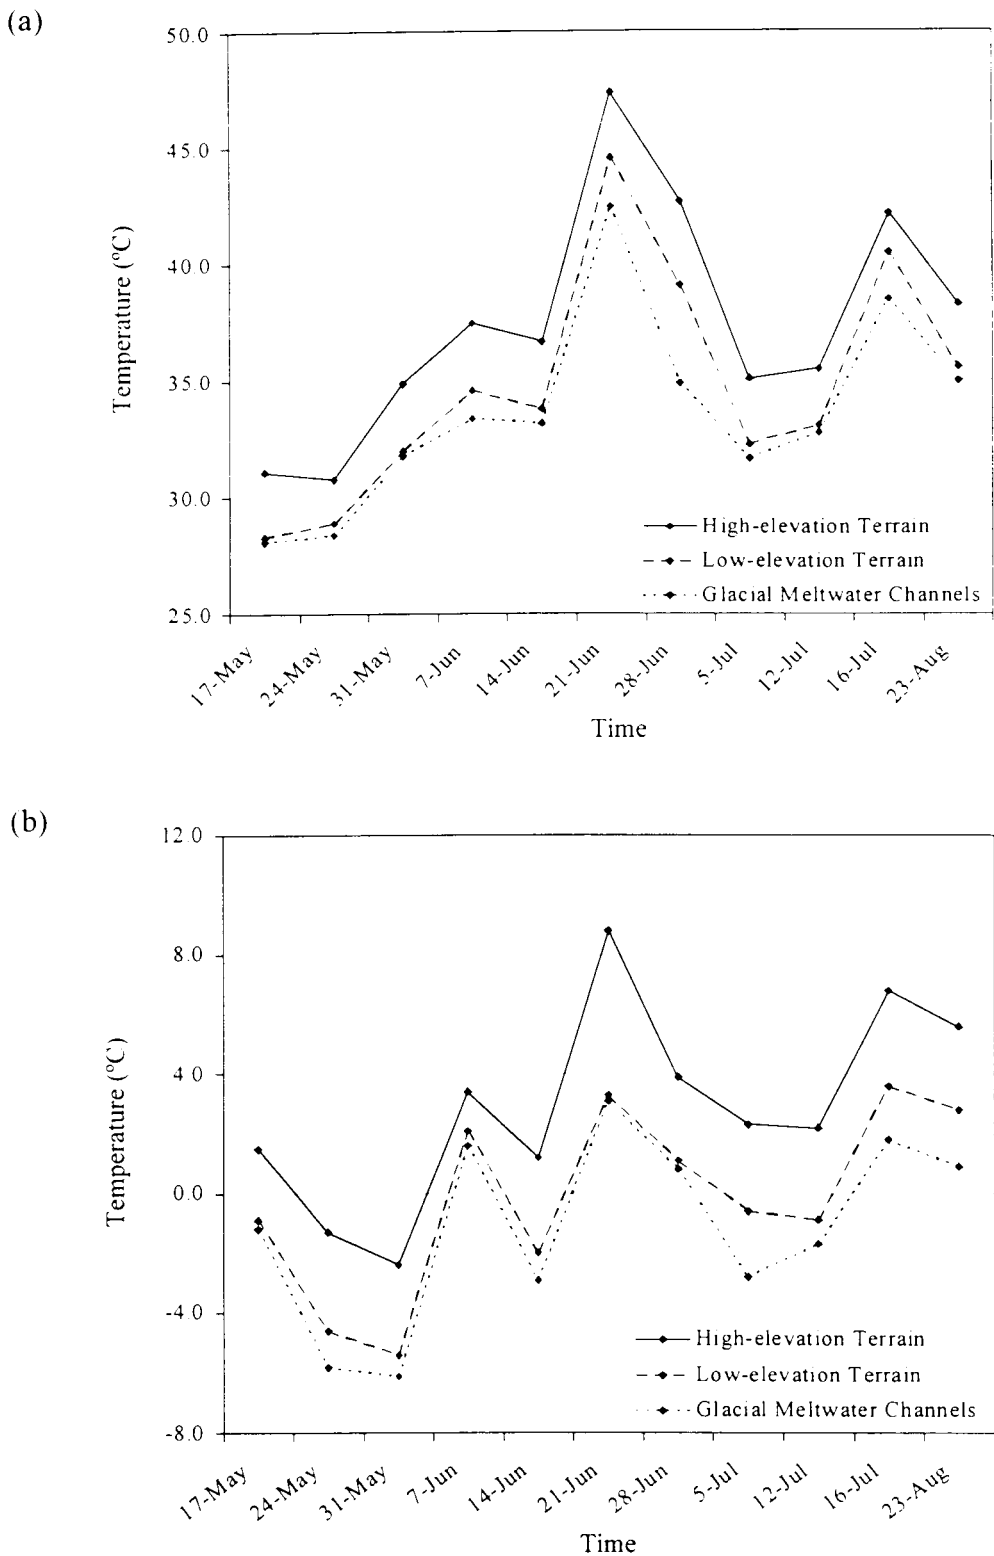 (a)
50.0
45.0
40.0
35.0
30.0
25.0
Temperature (°C)
High-elevation Terrain
Low-elevation Terrain
Glacial Meltwater Channels
17-May
24-May
31-May
7-Jun
14-Jun
21-Jun
28-Jun
5-Jul
12-Jul
16-Jul
23-Aug
Time
(b)
12.0
8.0
4.0
0.0
-4.0
-8.0
Temperature (°C)
High-elevation Terrain
Low-elevation Terrain
Glacial Meltwater Channels
17-May
24-May
31-May
7-Jun
14-Jun
21-Jun
28-Jun
5-Jul
12-Jul
16-Jul
23-Aug
Time